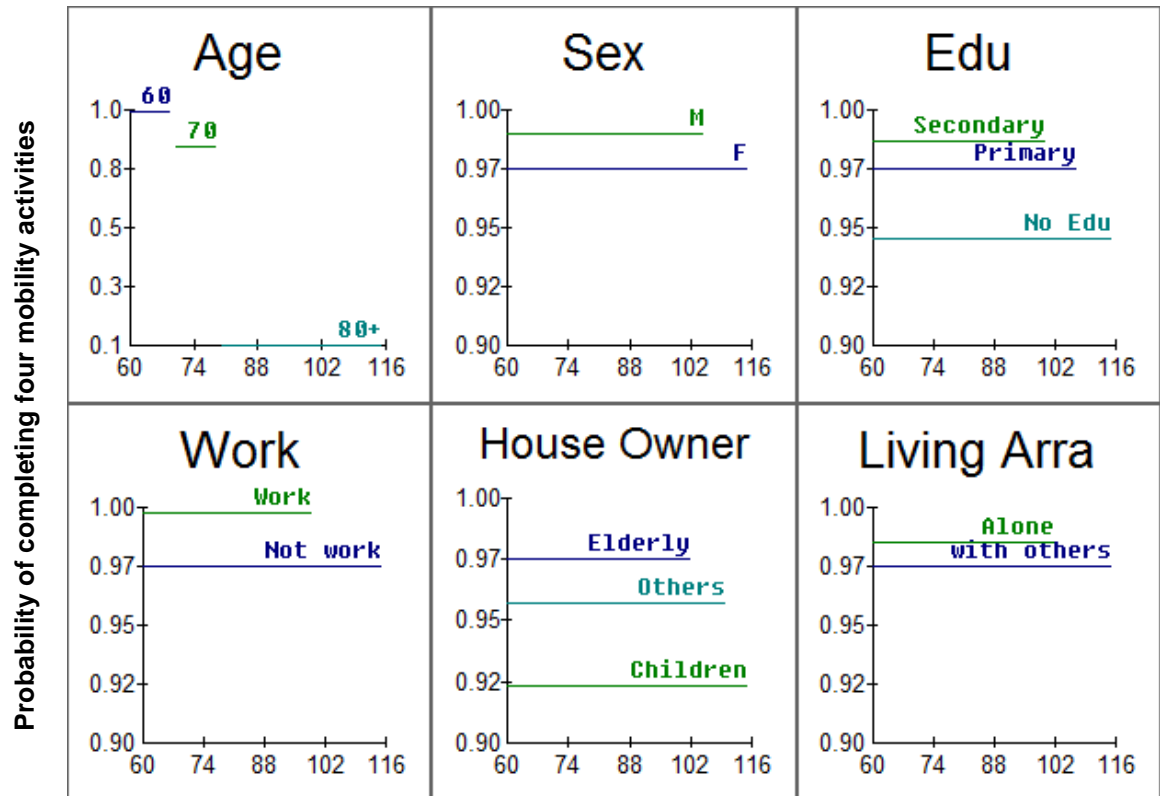 Probability of completing four mobility activities
Age
60
70
80+
1.0
0.8
0.5
0.3
0.1
60 74 88 102 116
Sex
M
F
1.00
0.97
0.95
0.92
0.90
60 74 88 102 116
Edu
Secondary
Primary
No Edu
1.00
0.97
0.95
0.92
0.90
60 74 88 102 116
Work
Work
Not work
1.00
0.97
0.95
0.92
0.90
60 74 88 102 116
House Owner
Elderly
Others
Children
1.00
0.97
0.95
0.92
0.90
60 74 88 102 116
Living Arra
Alone
with others
1.00
0.97
0.95
0.92
0.90
60 74 88 102 116